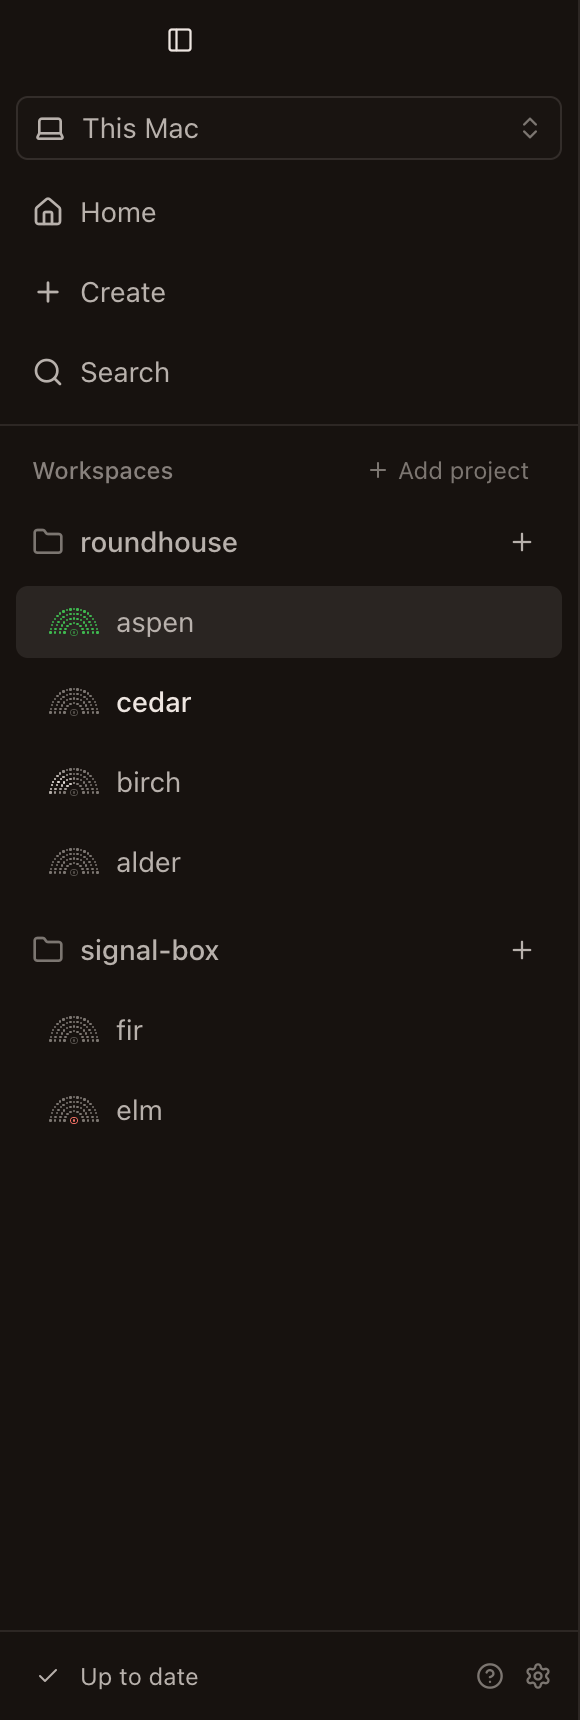 This Mac
Home
Create
Search
Workspaces + Add project
roundhouse
aspen
cedar
birch
alder
signal-box
fir
elm
Up to date